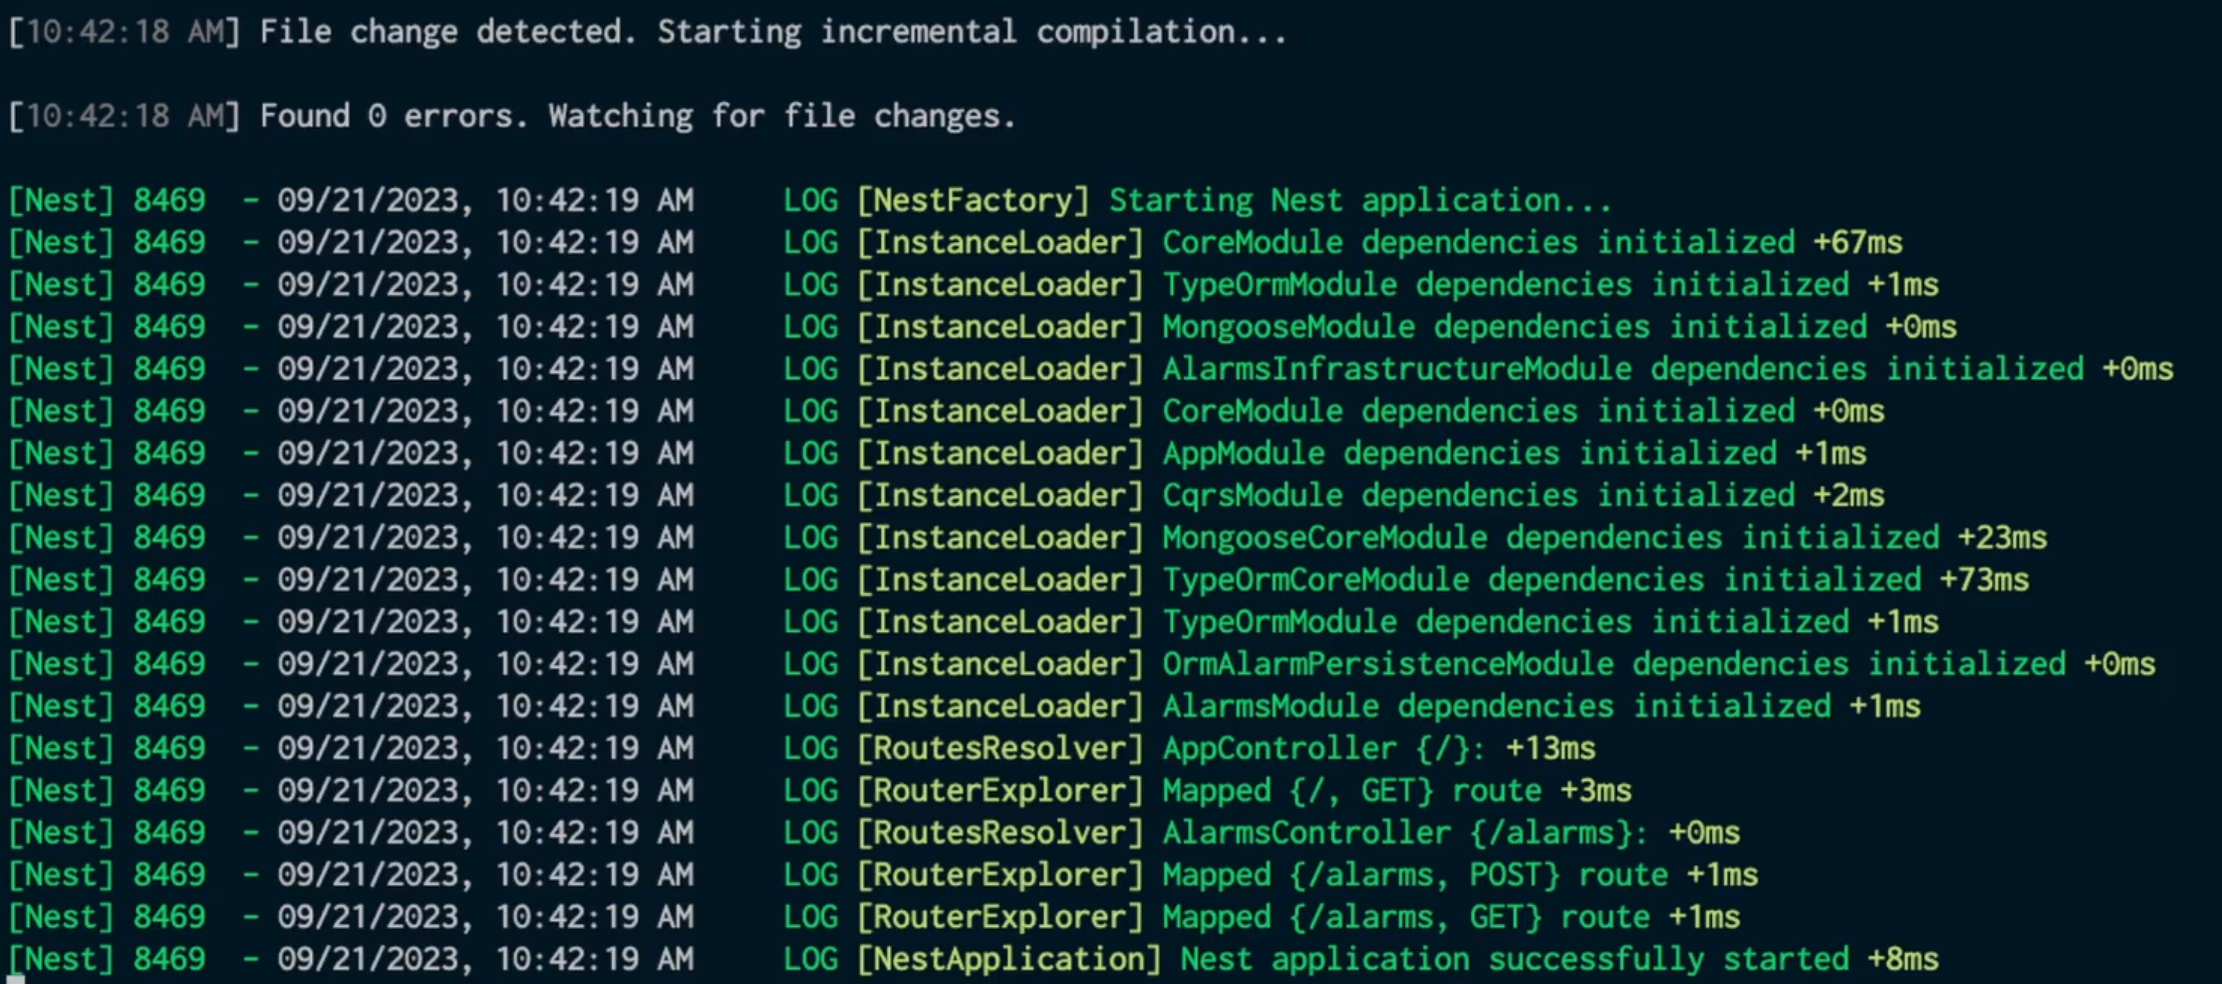 [10:42:18 AM] File change detected. Starting incremental compilation...
[10:42:18 AM] Found 0 errors. Watching for file changes.
[Nest] 8469  - 09/21/2023, 10:42:19 AM     LOG [NestFactory] Starting Nest application...
[Nest] 8469  - 09/21/2023, 10:42:19 AM     LOG [InstanceLoader] CoreModule dependencies initialized +67ms
[Nest] 8469  - 09/21/2023, 10:42:19 AM     LOG [InstanceLoader] TypeOrmModule dependencies initialized +1ms
[Nest] 8469  - 09/21/2023, 10:42:19 AM     LOG [InstanceLoader] MongooseModule dependencies initialized +0ms
[Nest] 8469  - 09/21/2023, 10:42:19 AM     LOG [InstanceLoader] AlarmsInfrastructureModule dependencies initialized +0ms
[Nest] 8469  - 09/21/2023, 10:42:19 AM     LOG [InstanceLoader] CoreModule dependencies initialized +0ms
[Nest] 8469  - 09/21/2023, 10:42:19 AM     LOG [InstanceLoader] AppModule dependencies initialized +1ms
[Nest] 8469  - 09/21/2023, 10:42:19 AM     LOG [InstanceLoader] CqrsModule dependencies initialized +2ms
[Nest] 8469  - 09/21/2023, 10:42:19 AM     LOG [InstanceLoader] MongooseCoreModule dependencies initialized +23ms
[Nest] 8469  - 09/21/2023, 10:42:19 AM     LOG [InstanceLoader] TypeOrmCoreModule dependencies initialized +73ms
[Nest] 8469  - 09/21/2023, 10:42:19 AM     LOG [InstanceLoader] TypeOrmModule dependencies initialized +1ms
[Nest] 8469  - 09/21/2023, 10:42:19 AM     LOG [InstanceLoader] OrmAlarmPersistenceModule dependencies initialized +0ms
[Nest] 8469  - 09/21/2023, 10:42:19 AM     LOG [InstanceLoader] AlarmsModule dependencies initialized +1ms
[Nest] 8469  - 09/21/2023, 10:42:19 AM     LOG [RoutesResolver] AppController {/}: +13ms
[Nest] 8469  - 09/21/2023, 10:42:19 AM     LOG [RouterExplorer] Mapped {/, GET} route +3ms
[Nest] 8469  - 09/21/2023, 10:42:19 AM     LOG [RoutesResolver] AlarmsController {/alarms}: +0ms
[Nest] 8469  - 09/21/2023, 10:42:19 AM     LOG [RouterExplorer] Mapped {/alarms, POST} route +1ms
[Nest] 8469  - 09/21/2023, 10:42:19 AM     LOG [RouterExplorer] Mapped {/alarms, GET} route +1ms
[Nest] 8469  - 09/21/2023, 10:42:19 AM     LOG [NestApplication] Nest application successfully started +8ms